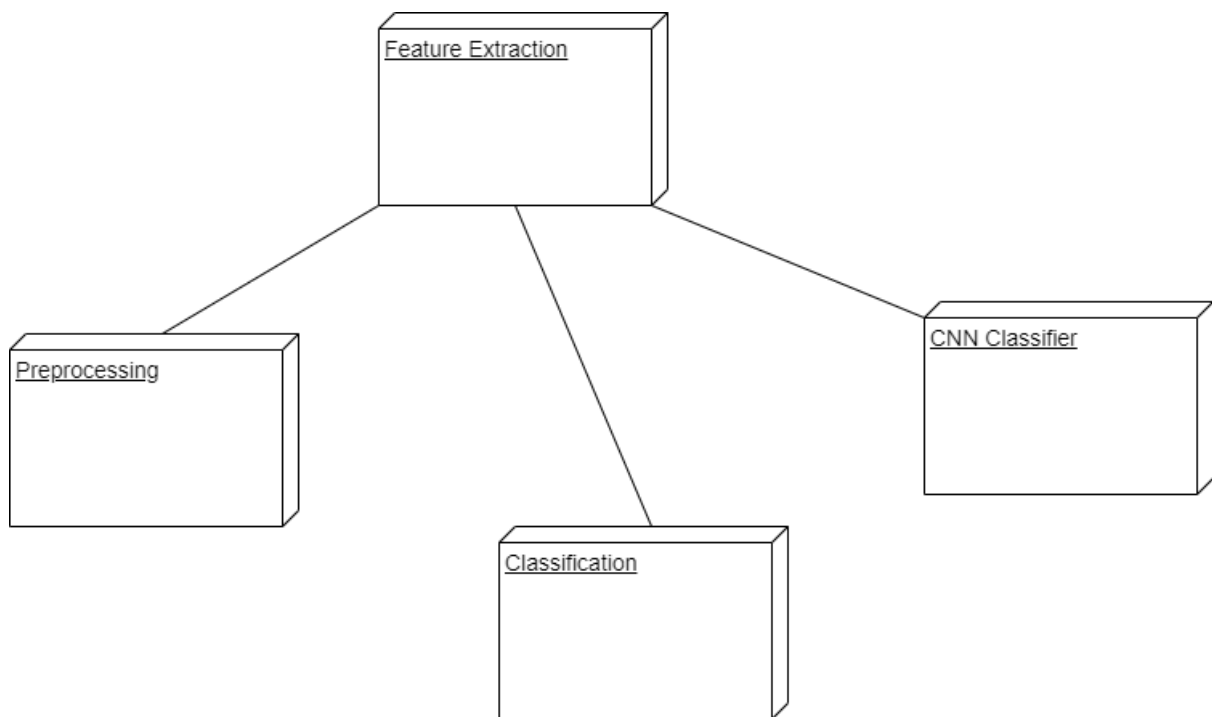 Feature Extraction
Preprocessing
CNN Classifier
Classification